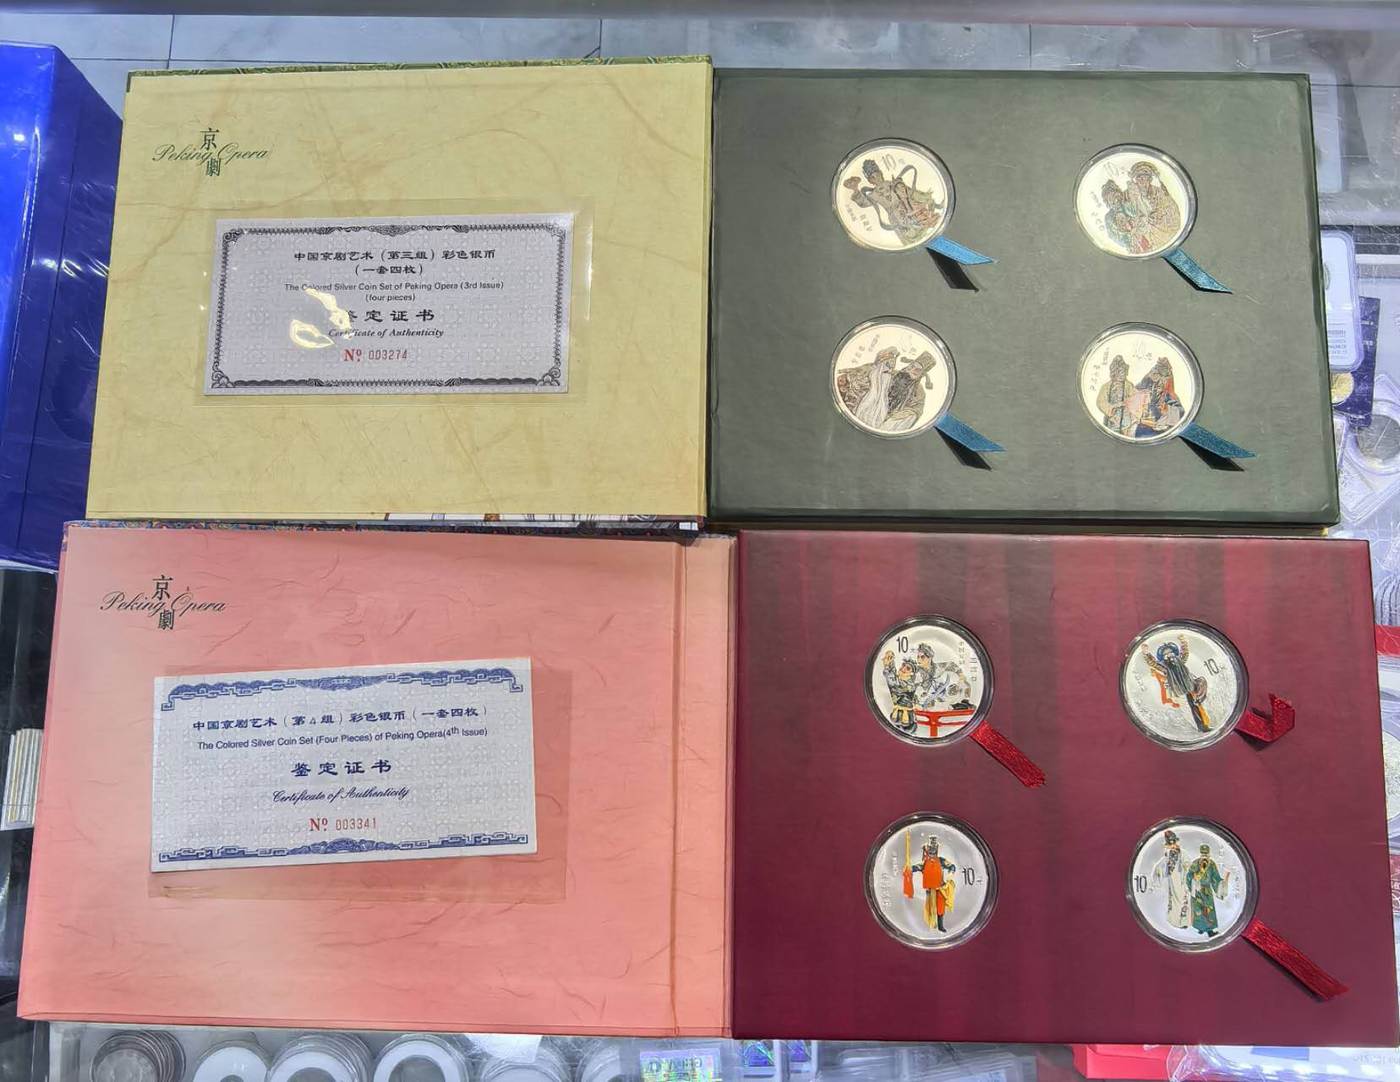 京劇
Peking Opera
中国京剧艺术（第三组）彩色银币
（一套四枚）
The Colored Silver Coin Set of Peking Opera (3rd Issue)
(four pieces)
鉴定证书
Certificate of Authenticity
Nº 003274
10
10
京劇
Peking Opera
中国京剧艺术（第4组）彩色银币（一套四枚）
The Colored Silver Coin Set (Four Pieces) of Peking Opera(4th Issue)
鉴定证书
Certificate of Authenticity
Nº 003341
10
10
10
10